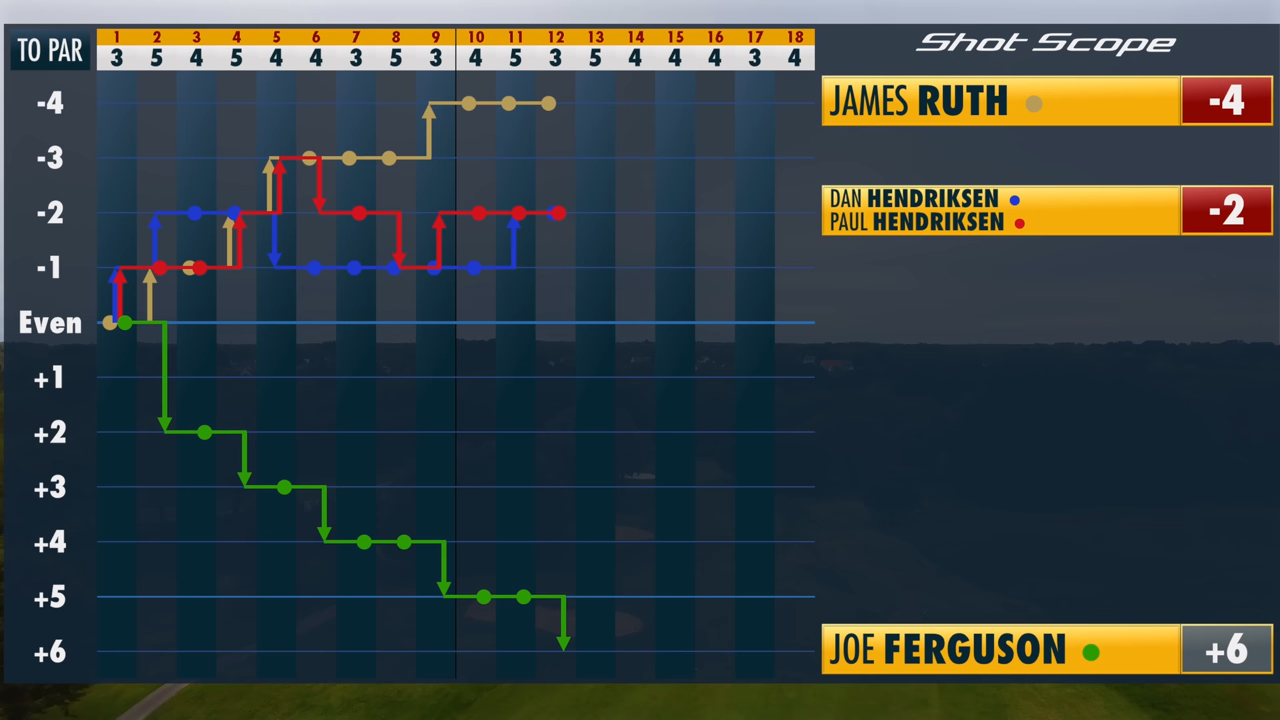 TO PAR
1 2 3 4 5 6 7 8 9 10 11 12 13 14 15 16 17 18
3 5 4 5 4 4 3 5 3 4 5 3 5 4 4 4 3 4
Shot Scope
-4
-3
-2
-1
Even
+1
+2
+3
+4
+5
+6
JAMES RUTH -4
DAN HENDRIKSEN
PAUL HENDRIKSEN
-2
JOE FERGUSON +6